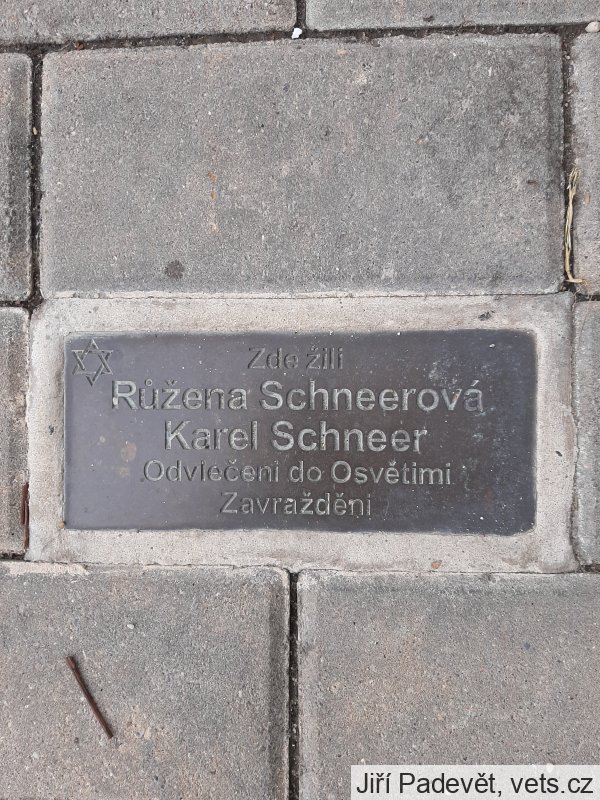 Zde žili
Růžena Schneerová
Karel Schneer
Odvlečeni do Osvětimi
Zavražděni
Jiří Padevět, vets.cz